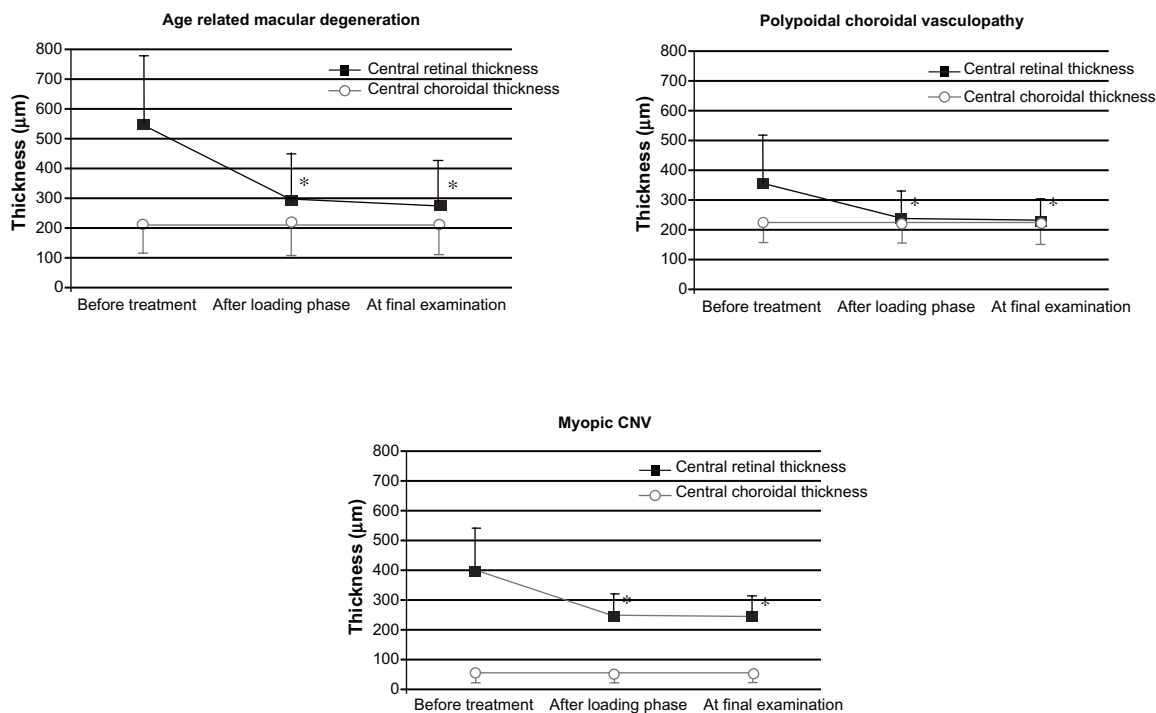 Age related macular degeneration
800
700
600
500
400
300
200
100
0
Thickness (μm)
Central retinal thickness
Central choroidal thickness
*
*
Before treatment After loading phase At final examination
Polypoidal choroidal vasculopathy
800
700
600
500
400
300
200
100
0
Thickness (μm)
Central retinal thickness
Central choroidal thickness
*
*
Before treatment After loading phase At final examination
Myopic CNV
800
700
600
500
400
300
200
100
0
Thickness (μm)
Central retinal thickness
Central choroidal thickness
*
*
Before treatment After loading phase At final examination